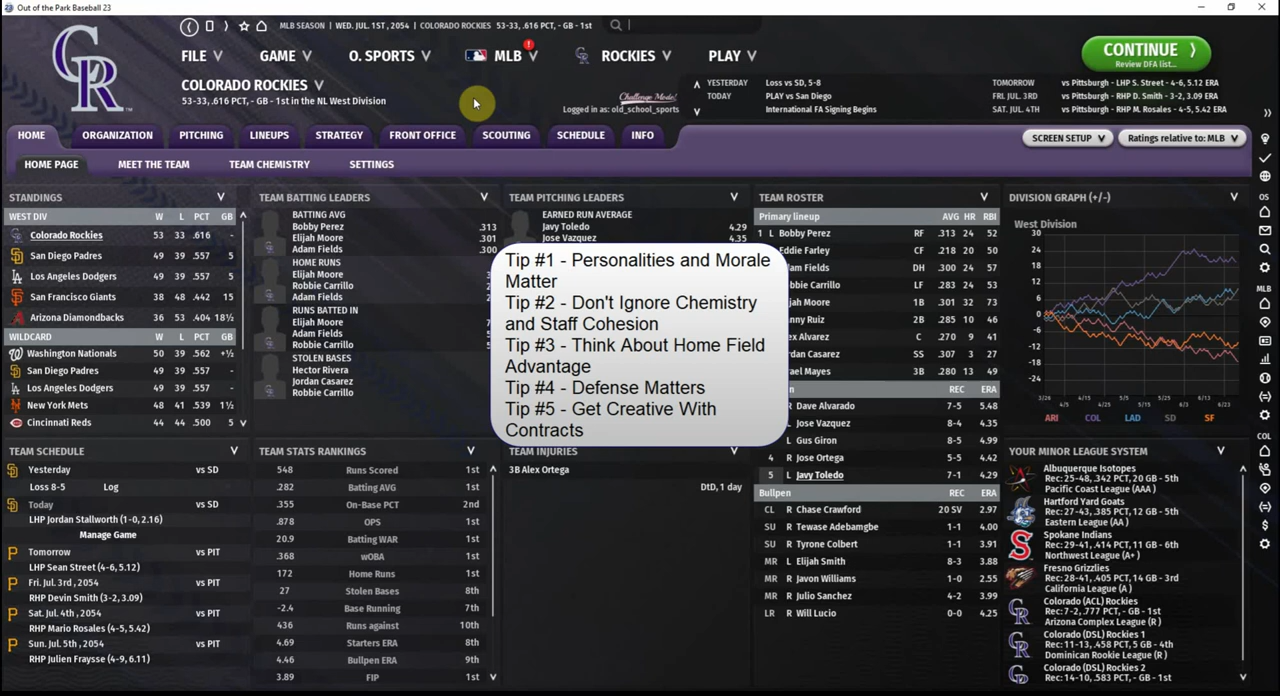 Out of the Park Baseball 23
MLB SEASON | WED. JUL. 1ST, 2054 | COLORADO ROCKIES 53-33, .616 PCT, - GB - 1st
FILE GAME O. SPORTS MLB ROCKIES PLAY
CONTINUE
Review DFA list...
COLORADO ROCKIES
53-33, .616 PCT, - GB - 1st in the NL West Division
Challenge Mode!
Logged in as: old_school_sports
YESTERDAY Loss vs SD, 5-8
TODAY PLAY vs San Diego
International FA Signing Begins
TOMORROW vs Pittsburgh - LHP S. Street - 4-6, 5.12 ERA
FRI, JUL. 3RD vs Pittsburgh - RHP D. Smith - 3-2, 3.09 ERA
SAT. JUL. 4TH vs Pittsburgh - RHP M. Rosales - 4-5, 5.42 ERA
HOME ORGANIZATION PITCHING LINEUPS STRATEGY FRONT OFFICE SCOUTING SCHEDULE INFO
SCREEN SETUP Ratings relative to: MLB
HOME PAGE MEET THE TEAM TEAM CHEMISTRY SETTINGS
STANDINGS
WEST DIV W L PCT GB
Colorado Rockies 53 33 .616 -
San Diego Padres 49 39 .557 5
Los Angeles Dodgers 49 39 .557 5
San Francisco Giants 38 48 .442 15
Arizona Diamondbacks 36 53 .404 18½
WILDCARD W L PCT GB
Washington Nationals 50 39 .562 +½
San Diego Padres 49 39 .557 -
Los Angeles Dodgers 49 39 .557 -
New York Mets 48 41 .539 1½
Cincinnati Reds 44 44 .500 5
TEAM BATTING LEADERS
BATTING AVG
Bobby Perez .313
Elijah Moore .301
Adam Fields .300
HOME RUNS
Elijah Moore
Robbie Carrillo
Adam Fields
RUNS BATTED IN
Elijah Moore
Adam Fields
Robbie Carrillo
STOLEN BASES
Hector Rivera
Jordan Casarez
Robbie Carrillo
TEAM PITCHING LEADERS
EARNED RUN AVERAGE
Javy Toledo 4.29
Jose Vazquez 4.35
Tip #1 - Personalities and Morale
Matter
Tip #2 - Don't Ignore Chemistry
and Staff Cohesion
Tip #3 - Think About Home Field
Advantage
Tip #4 - Defense Matters
Tip #5 - Get Creative With
Contracts
TEAM ROSTER
Primary lineup AVG HR RBI
1 L Bobby Perez RF .313 24 52
Eddie Farley CF .218 20 50
dam Fields DH .300 24 57
obbie Carrillo LF .283 24 53
ijah Moore 1B .301 32 73
nny Ruiz 2B .285 10 46
ex Alvarez C .270 9 41
rdan Casarez SS .307 3 27
rael Mayes 3B .280 13 49
REC ERA
R Dave Alvarado 7-5 5.48
L Jose Vazquez 8-4 4.35
L Gus Giron 8-5 4.99
4 R Jose Ortega 5-5 4.42
5 L Javy Toledo 7-1 4.29
Bullpen REC ERA
CL R Chase Crawford 20 SV 2.97
SU R Tewase Adebambgbe 1-1 4.00
SU R Tyrone Colbert 1-1 3.91
MR L Elijah Smith 8-3 3.88
MR R Javon Williams 1-0 2.55
MR R Julio Sanchez 4-2 3.99
LR R Will Lucio 0-0 4.25
DIVISION GRAPH (+/-)
West Division
30
24
18
12
6
0
-6
-12
-18
-24
3/28 4/5 4/25 5/5 5/25 6/3 6/13 6/23
ARI COL LAD SD SF
TEAM SCHEDULE
Yesterday vs SD
Loss 8-5 Log
Today vs SD
LHP Jordan Stallworth (1-0, 2.16)
Manage Game
Tomorrow vs PIT
LHP Sean Street (4-6, 5.12)
Fri. Jul. 3rd, 2054 vs PIT
RHP Devin Smith (3-2, 3.09)
Sat. Jul. 4th, 2054 vs PIT
RHP Mario Rosales (4-5, 5.42)
Sun. Jul. 5th, 2054 vs PIT
RHP Julien Fraysse (4-9, 6.11)
TEAM STATS RANKINGS
548 Runs Scored 1st
.282 Batting AVG 1st
.355 On-Base PCT 2nd
.878 OPS 1st
20.9 Batting WAR 1st
.368 wOBA 1st
172 Home Runs 1st
27 Stolen Bases 8th
-2.4 Base Running 7th
436 Runs against 10th
4.69 Starters ERA 8th
4.46 Bullpen ERA 9th
3.89 FIP 1st
TEAM INJURIES
3B Alex Ortega
DtD, 1 day
YOUR MINOR LEAGUE SYSTEM
Albuquerque Isotopes
Rec: 25-48, .342 PCT, 20 GB - 5th
Pacific Coast League (AAA )
Hartford Yard Goats
Rec: 27-43, .385 PCT, 12 GB - 5th
Eastern League (AA )
Spokane Indians
Rec: 29-41, .414 PCT, 11 GB - 6th
Northwest League (A+ )
Fresno Grizzlies
Rec: 28-41, .405 PCT, 14 GB - 3rd
California League (A )
Colorado (ACL) Rockies
Rec: 7-2, .777 PCT, - GB - 1st
Arizona Complex League (R )
Colorado (DSL) Rockies 1
Rec: 11-13, .458 PCT, 5 GB - 4th
Dominican Rookie League (R )
Colorado (DSL) Rockies 2
Rec: 14-10, .583 PCT, - GB - 1st
OS
MLB
COL